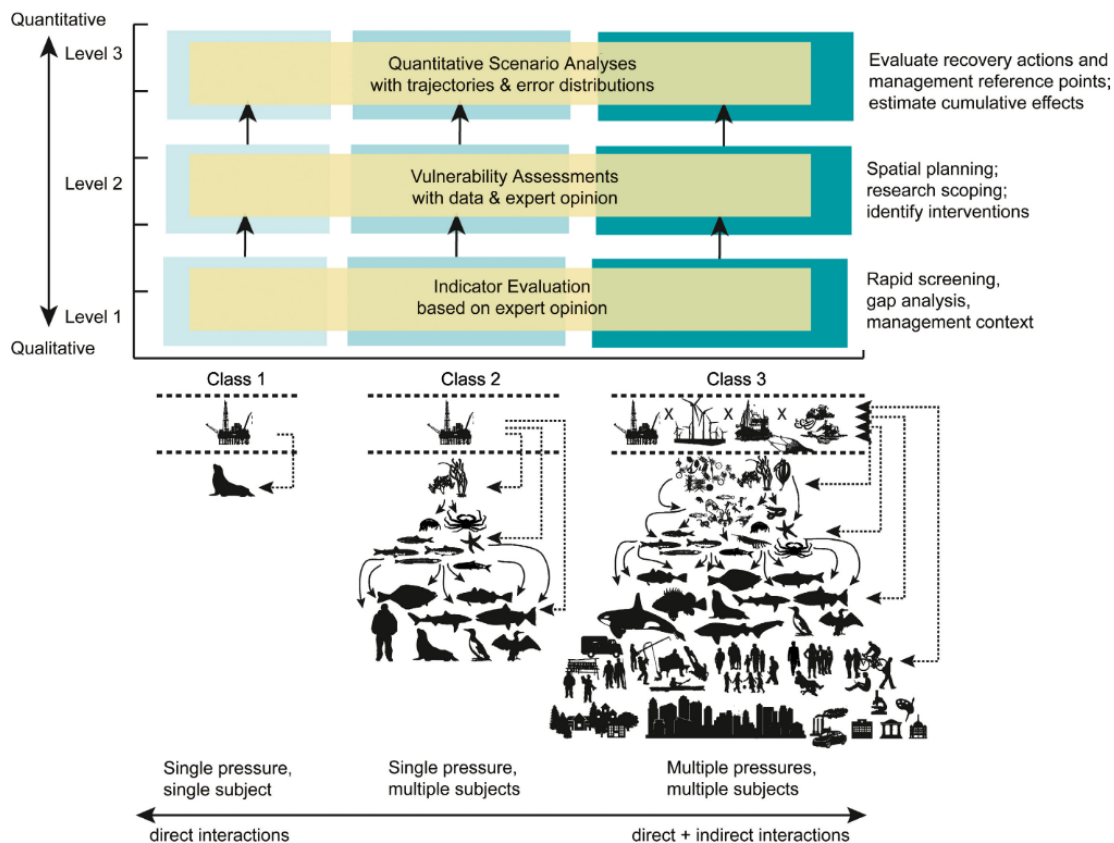 Quantitative
Level 3
Quantitative Scenario Analyses
with trajectories & error distributions
Evaluate recovery actions and
management reference points;
estimate cumulative effects
Level 2
Vulnerability Assessments
with data & expert opinion
Spatial planning;
research scoping;
identify interventions
Level 1
Indicator Evaluation
based on expert opinion
Rapid screening,
gap analysis,
management context
Qualitative
Class 1
Class 2
Class 3
X X X
Single pressure,
single subject
Single pressure,
multiple subjects
Multiple pressures,
multiple subjects
direct interactions
direct + indirect interactions